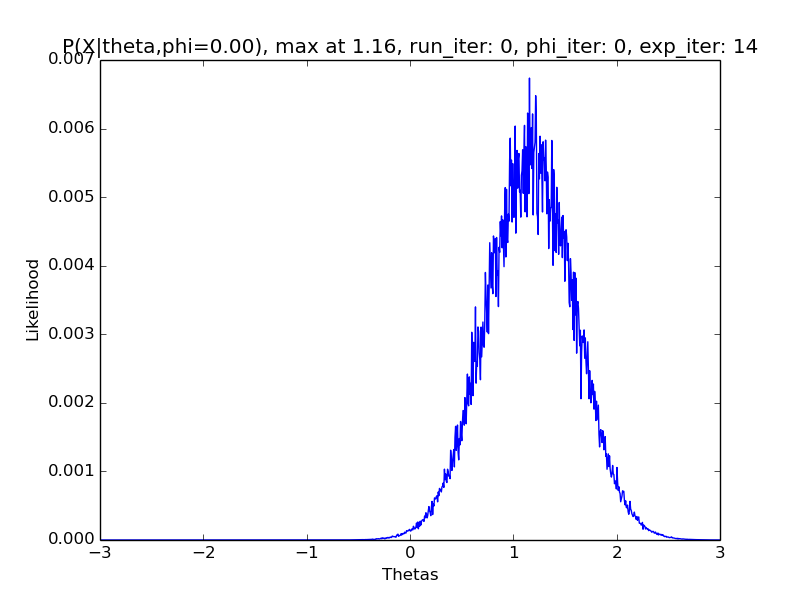 P(X|theta,phi=0.00), max at 1.16, run_iter: 0, phi_iter: 0, exp_iter: 14
0.007
0.006
0.005
0.004
0.003
0.002
0.001
0.000
Likelihood
−3 −2 −1 0 1 2 3
Thetas